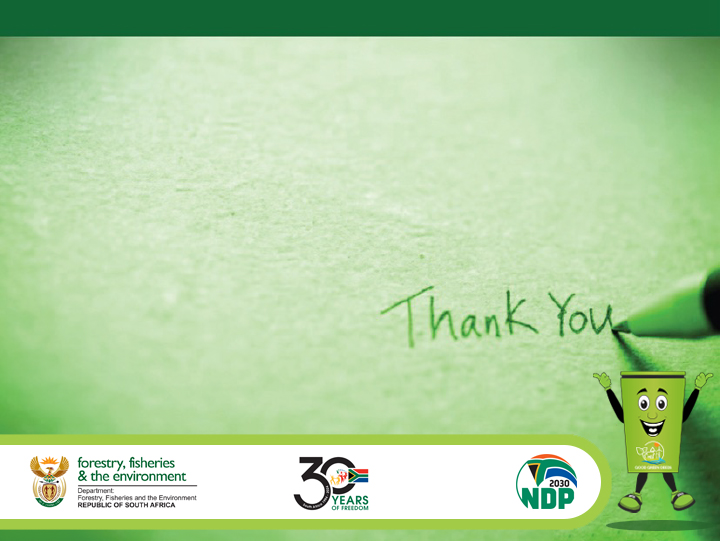 Thank You
forestry, fisheries
& the environment
Department:
Forestry, Fisheries and the Environment
REPUBLIC OF SOUTH AFRICA
30
YEARS
OF FREEDOM
2030
NDP